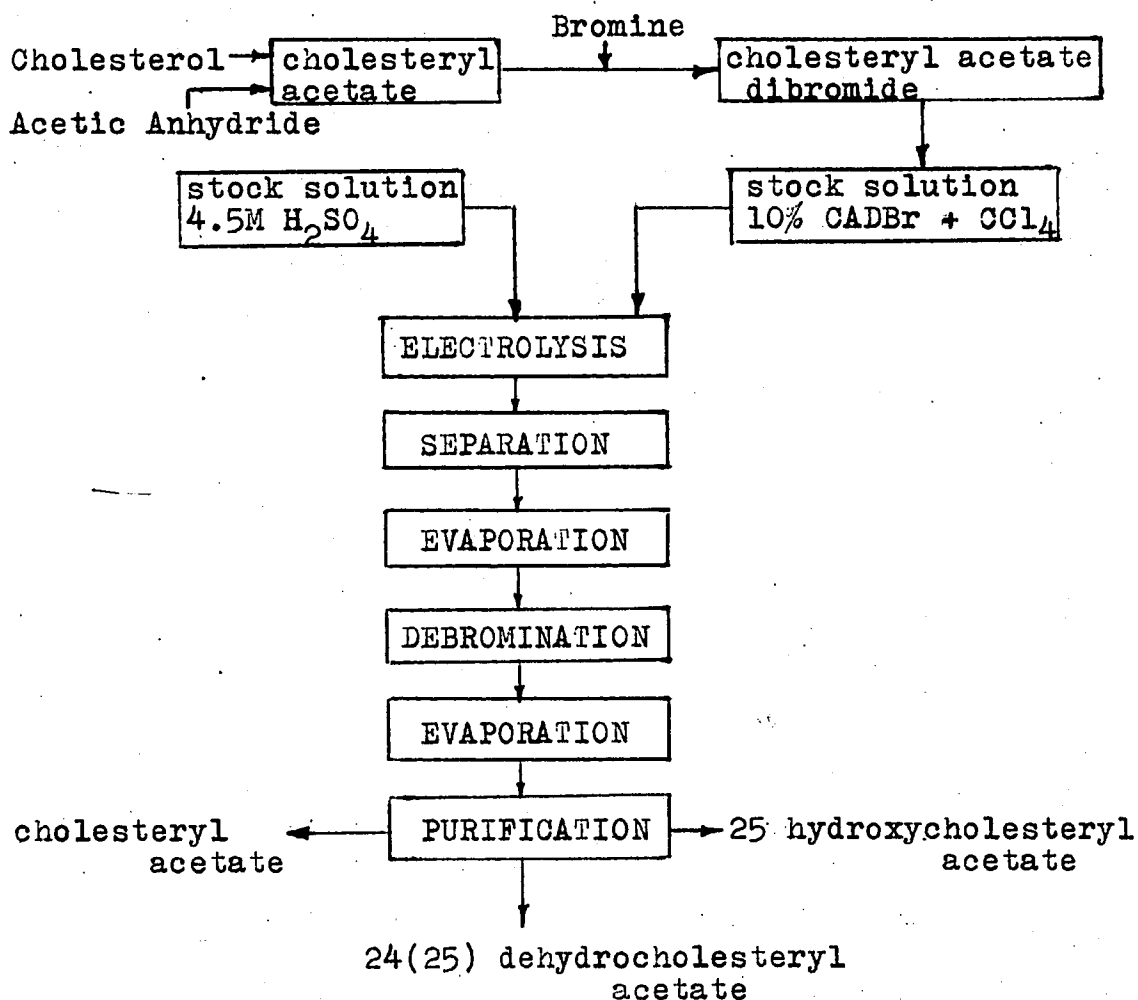 Bromine
Cholesterol
cholesteryl
acetate
cholesteryl acetate
dibromide
Acetic Anhydride
stock solution
4.5M H₂SO₄
stock solution
10% CADBr + CCl₄
ELECTROLYSIS
SEPARATION
EVAPORATION
DEBROMINATION
EVAPORATION
PURIFICATION
cholesteryl
acetate
25 hydroxycholesteryl
acetate
24(25) dehydrocholesteryl
acetate